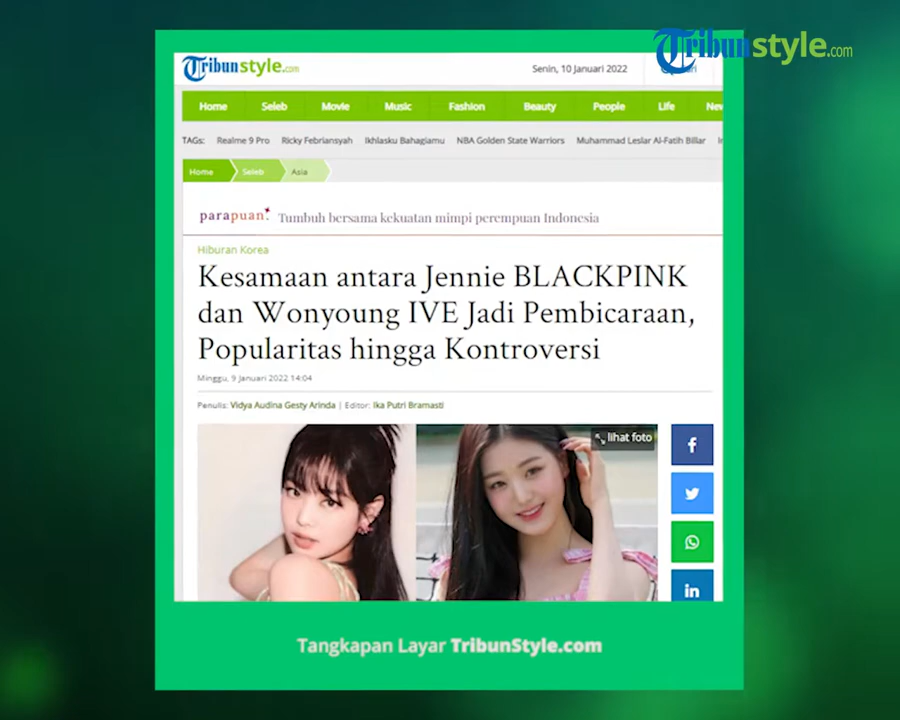 Tribunstyle.com
Tribunstyle.com
Senin, 10 Januari 2022
Home Seleb Movie Music Fashion Beauty People Life New
TAGs: Realme 9 Pro Ricky Febriansyah Ikhlasku Bahagiamu NBA Golden State Warriors Muhammad Leslar Al-Fatih Billar
Home Seleb Asia
parapuan. Tumbuh bersama kekuatan mimpi perempuan Indonesia
Hiburan Korea
Kesamaan antara Jennie BLACKPINK
dan Wonyoung IVE Jadi Pembicaraan,
Popularitas hingga Kontroversi
Minggu, 9 Januari 2022 14:04
Penulis: Vidya Audina Gesty Arinda | Editor: Ika Putri Bramasti
lihat foto
Tangkapan Layar TribunStyle.com